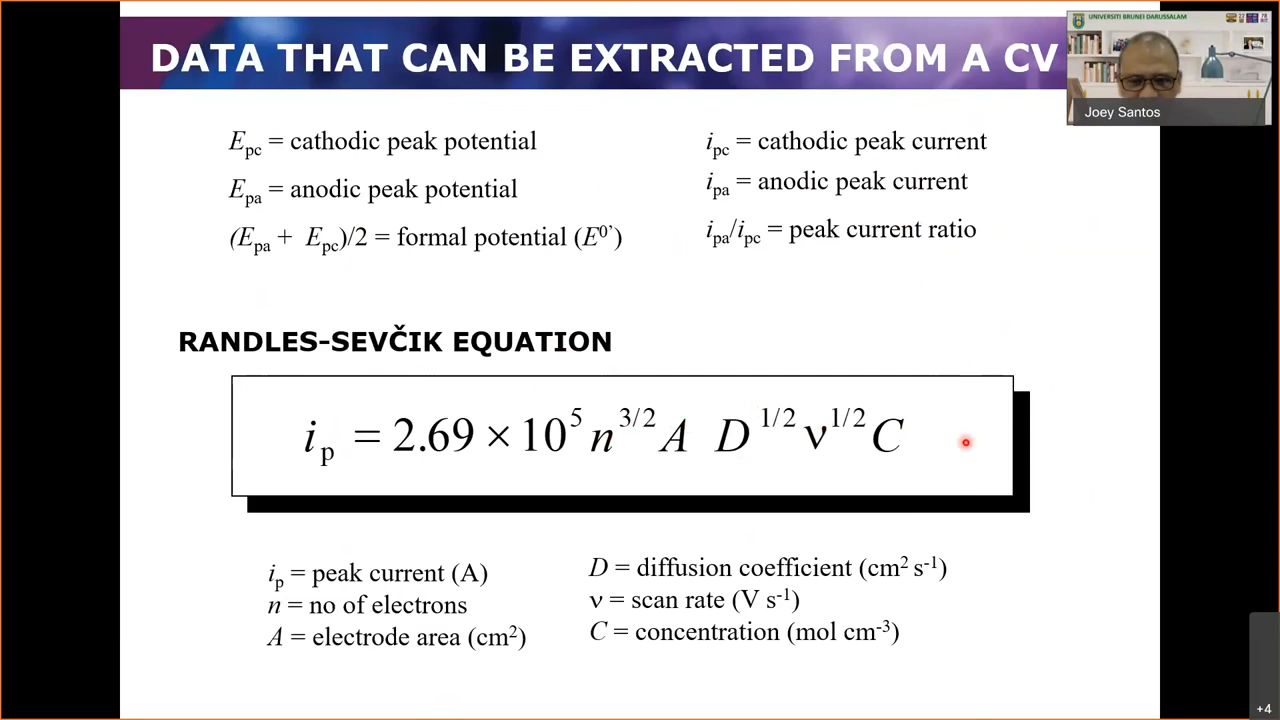 DATA THAT CAN BE EXTRACTED FROM A CV
UNIVERSITI BRUNEI DARUSSALAM
Joey Santos
Epc = cathodic peak potential
Epa = anodic peak potential
(Epa + Epc)/2 = formal potential (E0’)
ipc = cathodic peak current
ipa = anodic peak current
ipa/ipc = peak current ratio
RANDLES-SEVČIK EQUATION
ip = 2.69 × 10^5 n^3/2 A D^1/2 ν^1/2 C
ip = peak current (A)
n = no of electrons
A = electrode area (cm2)
D = diffusion coefficient (cm2 s-1)
ν = scan rate (V s-1)
C = concentration (mol cm-3)
+4